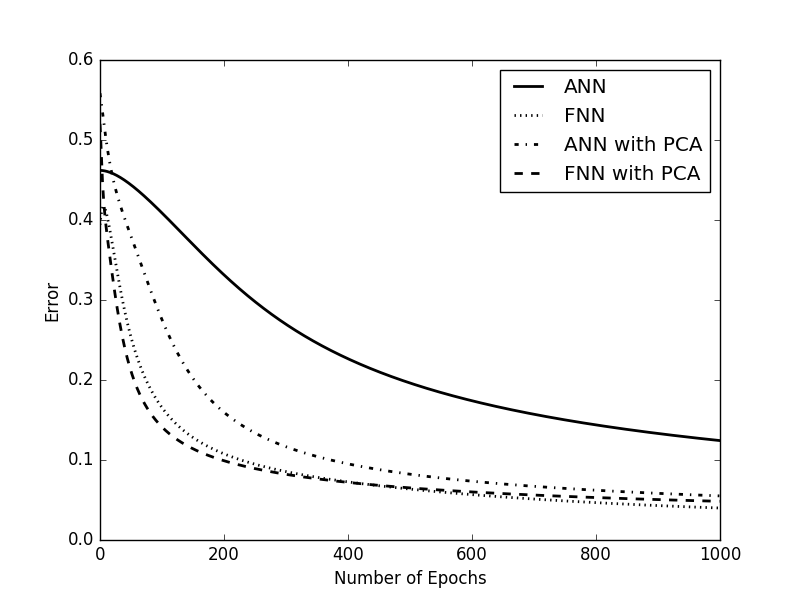 0.6
0.5
0.4
0.3
0.2
0.1
0.0
Error
0 200 400 600 800 1000
Number of Epochs
ANN
FNN
ANN with PCA
FNN with PCA